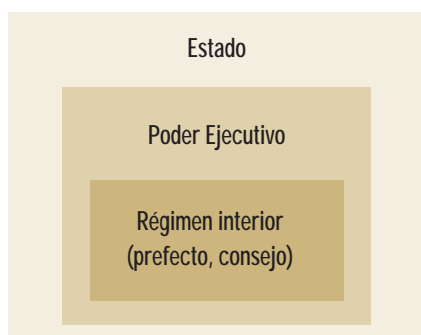 Estado
Poder Ejecutivo
Régimen interior
(prefecto, consejo)